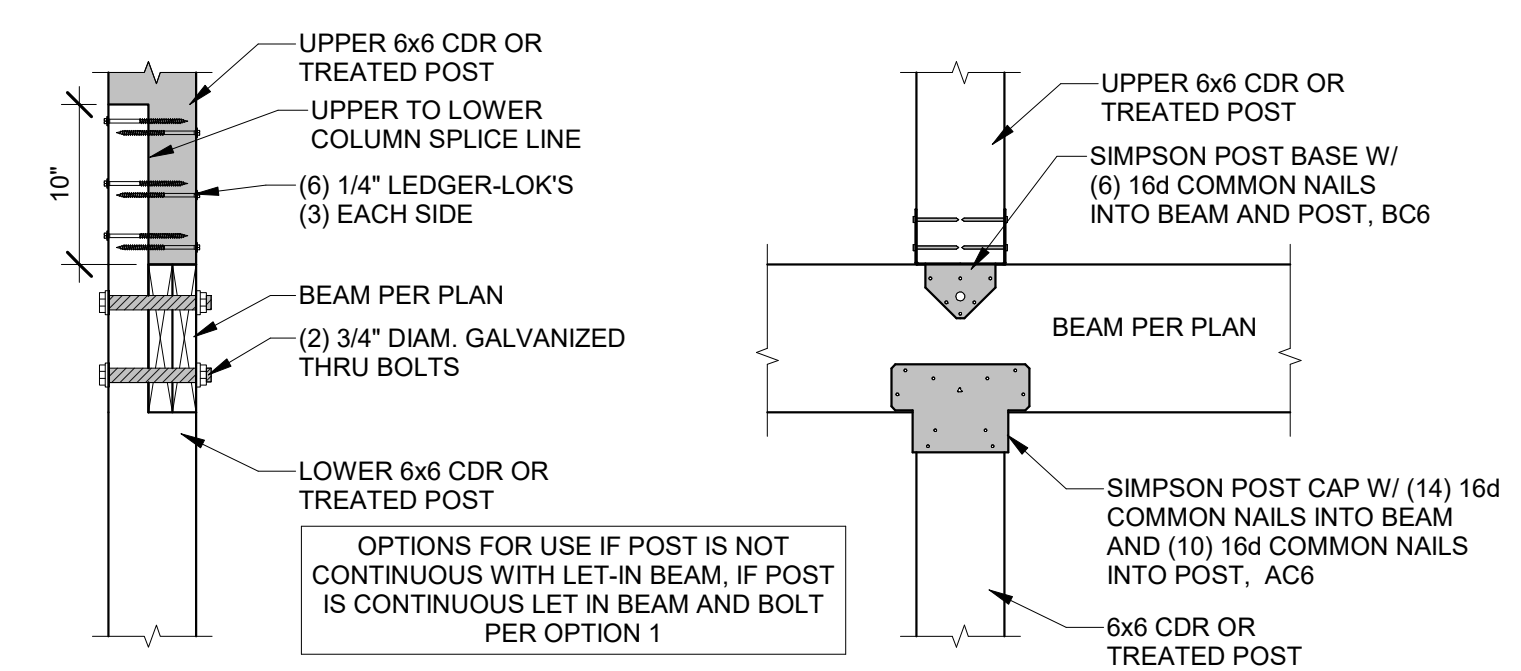 UPPER 6x6 CDR OR
TREATED POST
UPPER TO LOWER
COLUMN SPLICE LINE
10"
(6) 1/4" LEDGER-LOK'S
(3) EACH SIDE
BEAM PER PLAN
(2) 3/4" DIAM. GALVANIZED
THRU BOLTS
LOWER 6x6 CDR OR
TREATED POST
OPTIONS FOR USE IF POST IS NOT
CONTINUOUS WITH LET-IN BEAM, IF POST
IS CONTINUOUS LET IN BEAM AND BOLT
PER OPTION 1
UPPER 6x6 CDR OR
TREATED POST
SIMPSON POST BASE W/
(6) 16d COMMON NAILS
INTO BEAM AND POST, BC6
BEAM PER PLAN
SIMPSON POST CAP W/ (14) 16d
COMMON NAILS INTO BEAM
AND (10) 16d COMMON NAILS
INTO POST, AC6
6x6 CDR OR
TREATED POST